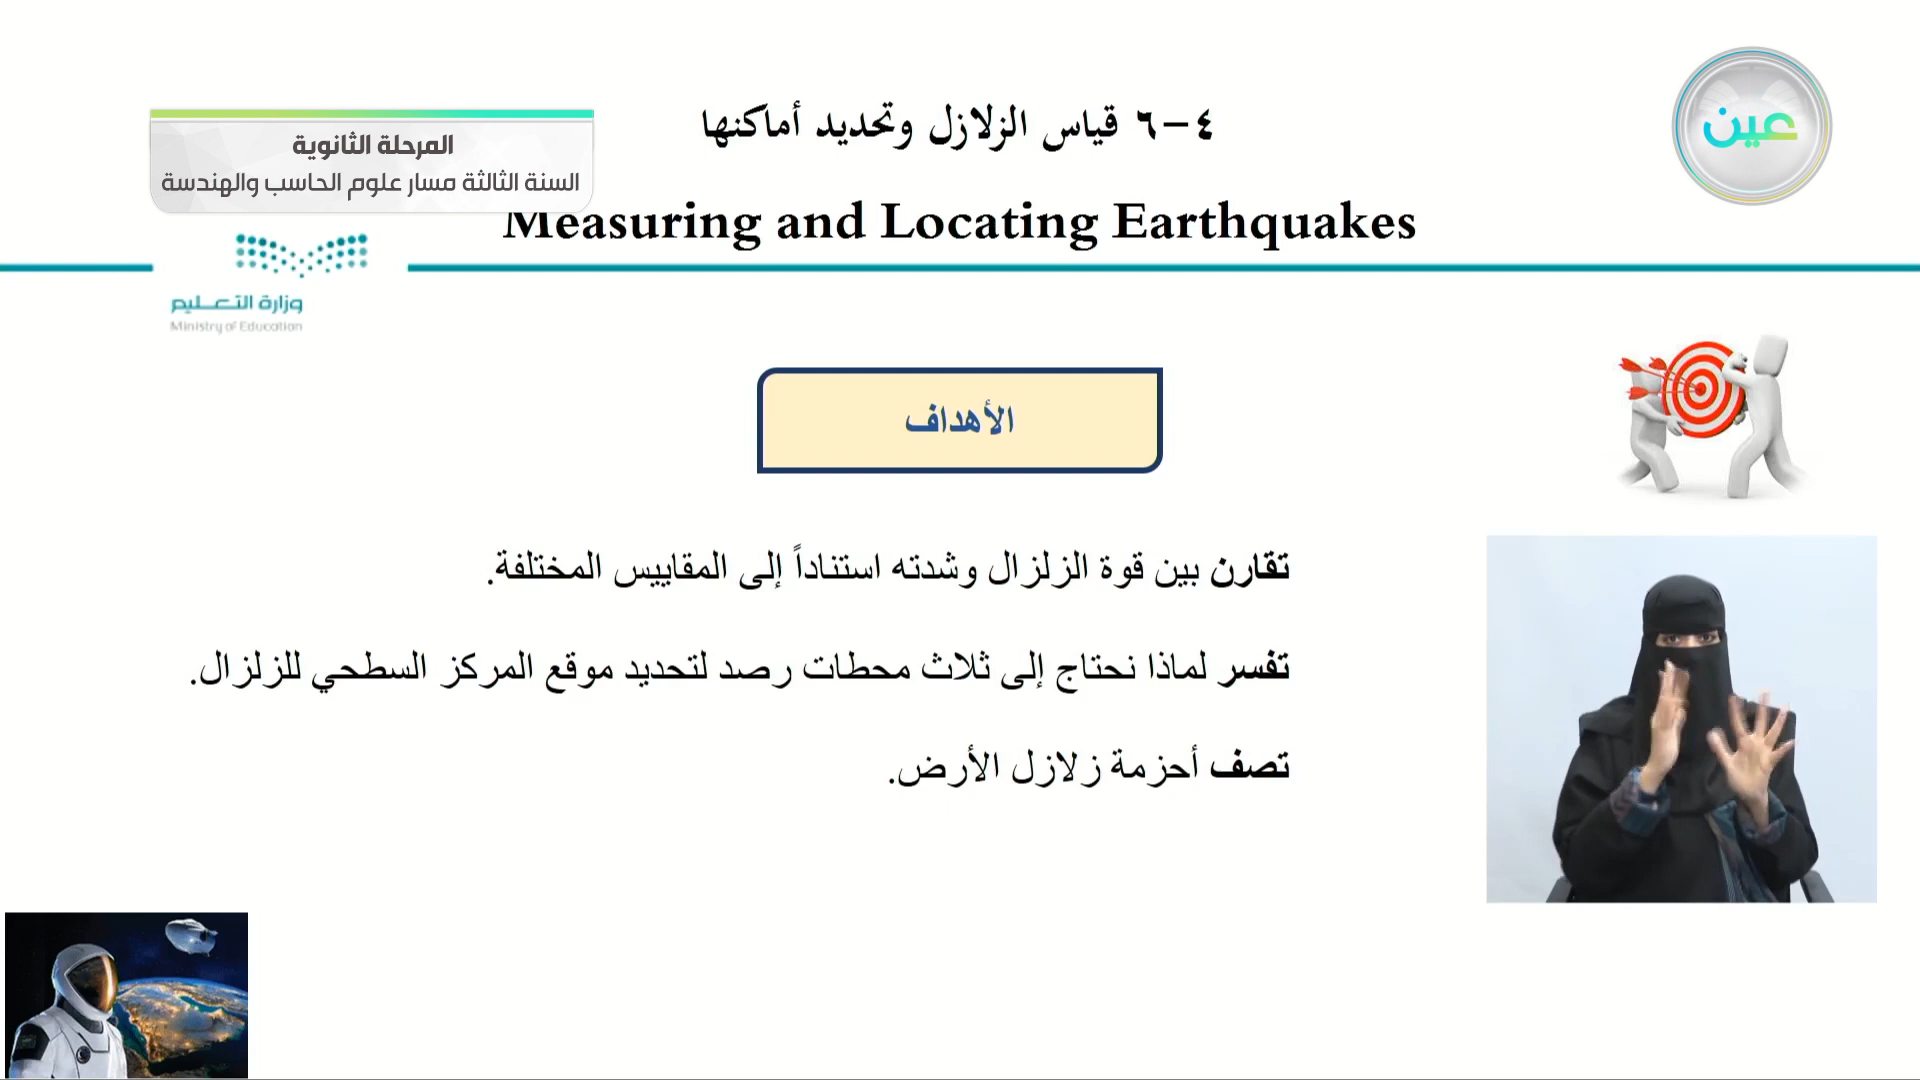 ٤-٦ قياس الزلازل وتحديد أماكنها
عين
المرحلة الثانوية
السنة الثالثة مسار علوم الحاسب والهندسة
Measuring and Locating Earthquakes
وزارة التعليم
Ministry of Education
الأهداف
تقارن بين قوة الزلزال وشدته استناداً إلى المقاييس المختلفة.
تفسر لماذا نحتاج إلى ثلاث محطات رصد لتحديد موقع المركز السطحي للزلزال.
تصف أحزمة زلازل الأرض.